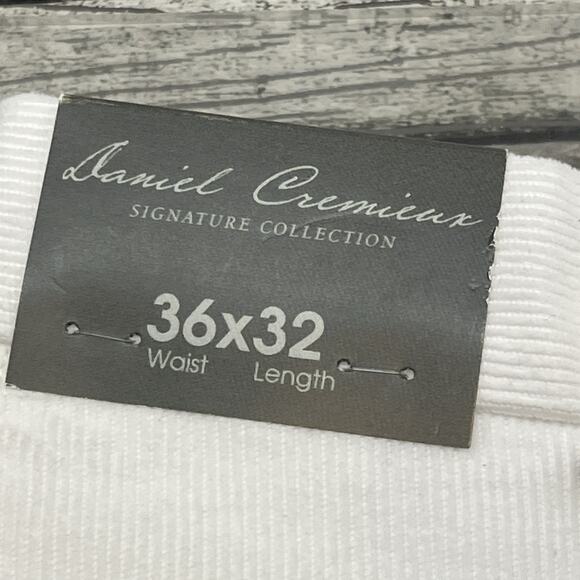 Daniel Cremieux
SIGNATURE COLLECTION
36x32
Waist Length